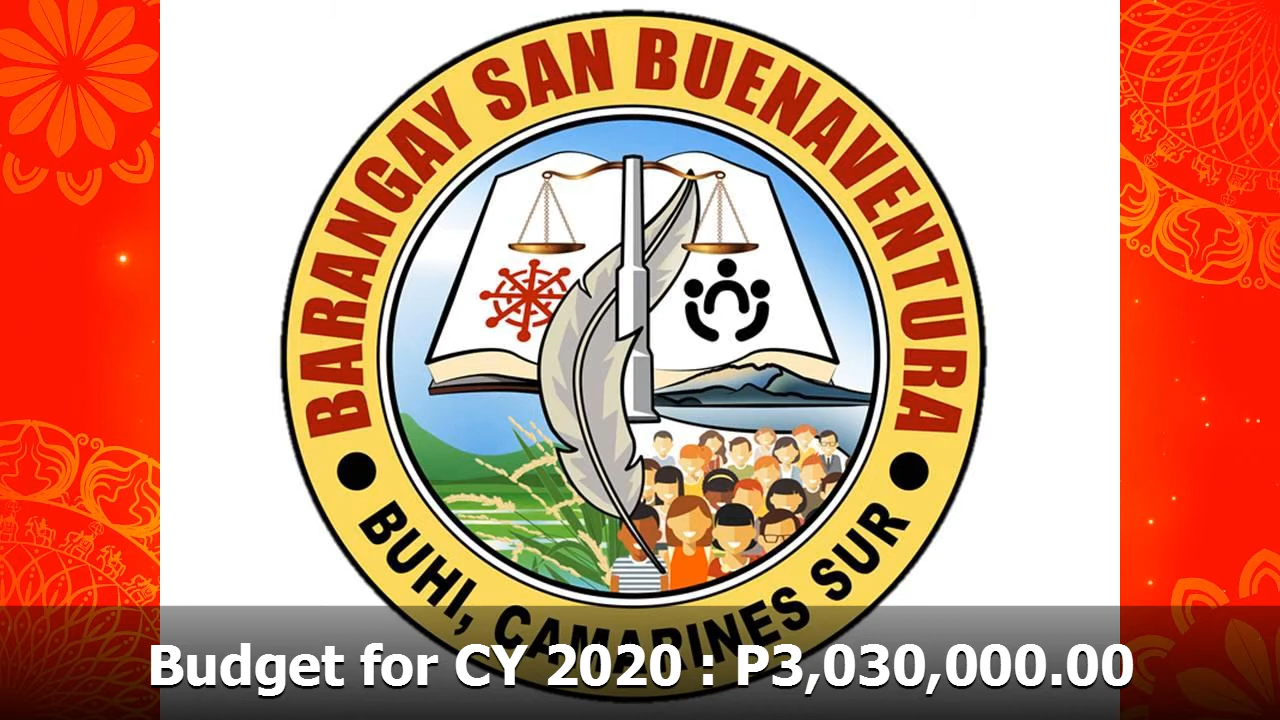 BARANGAY SAN BUENAVENTURA
BUHI, CAMARINES SUR
Budget for CY 2020 : P3,030,000.00